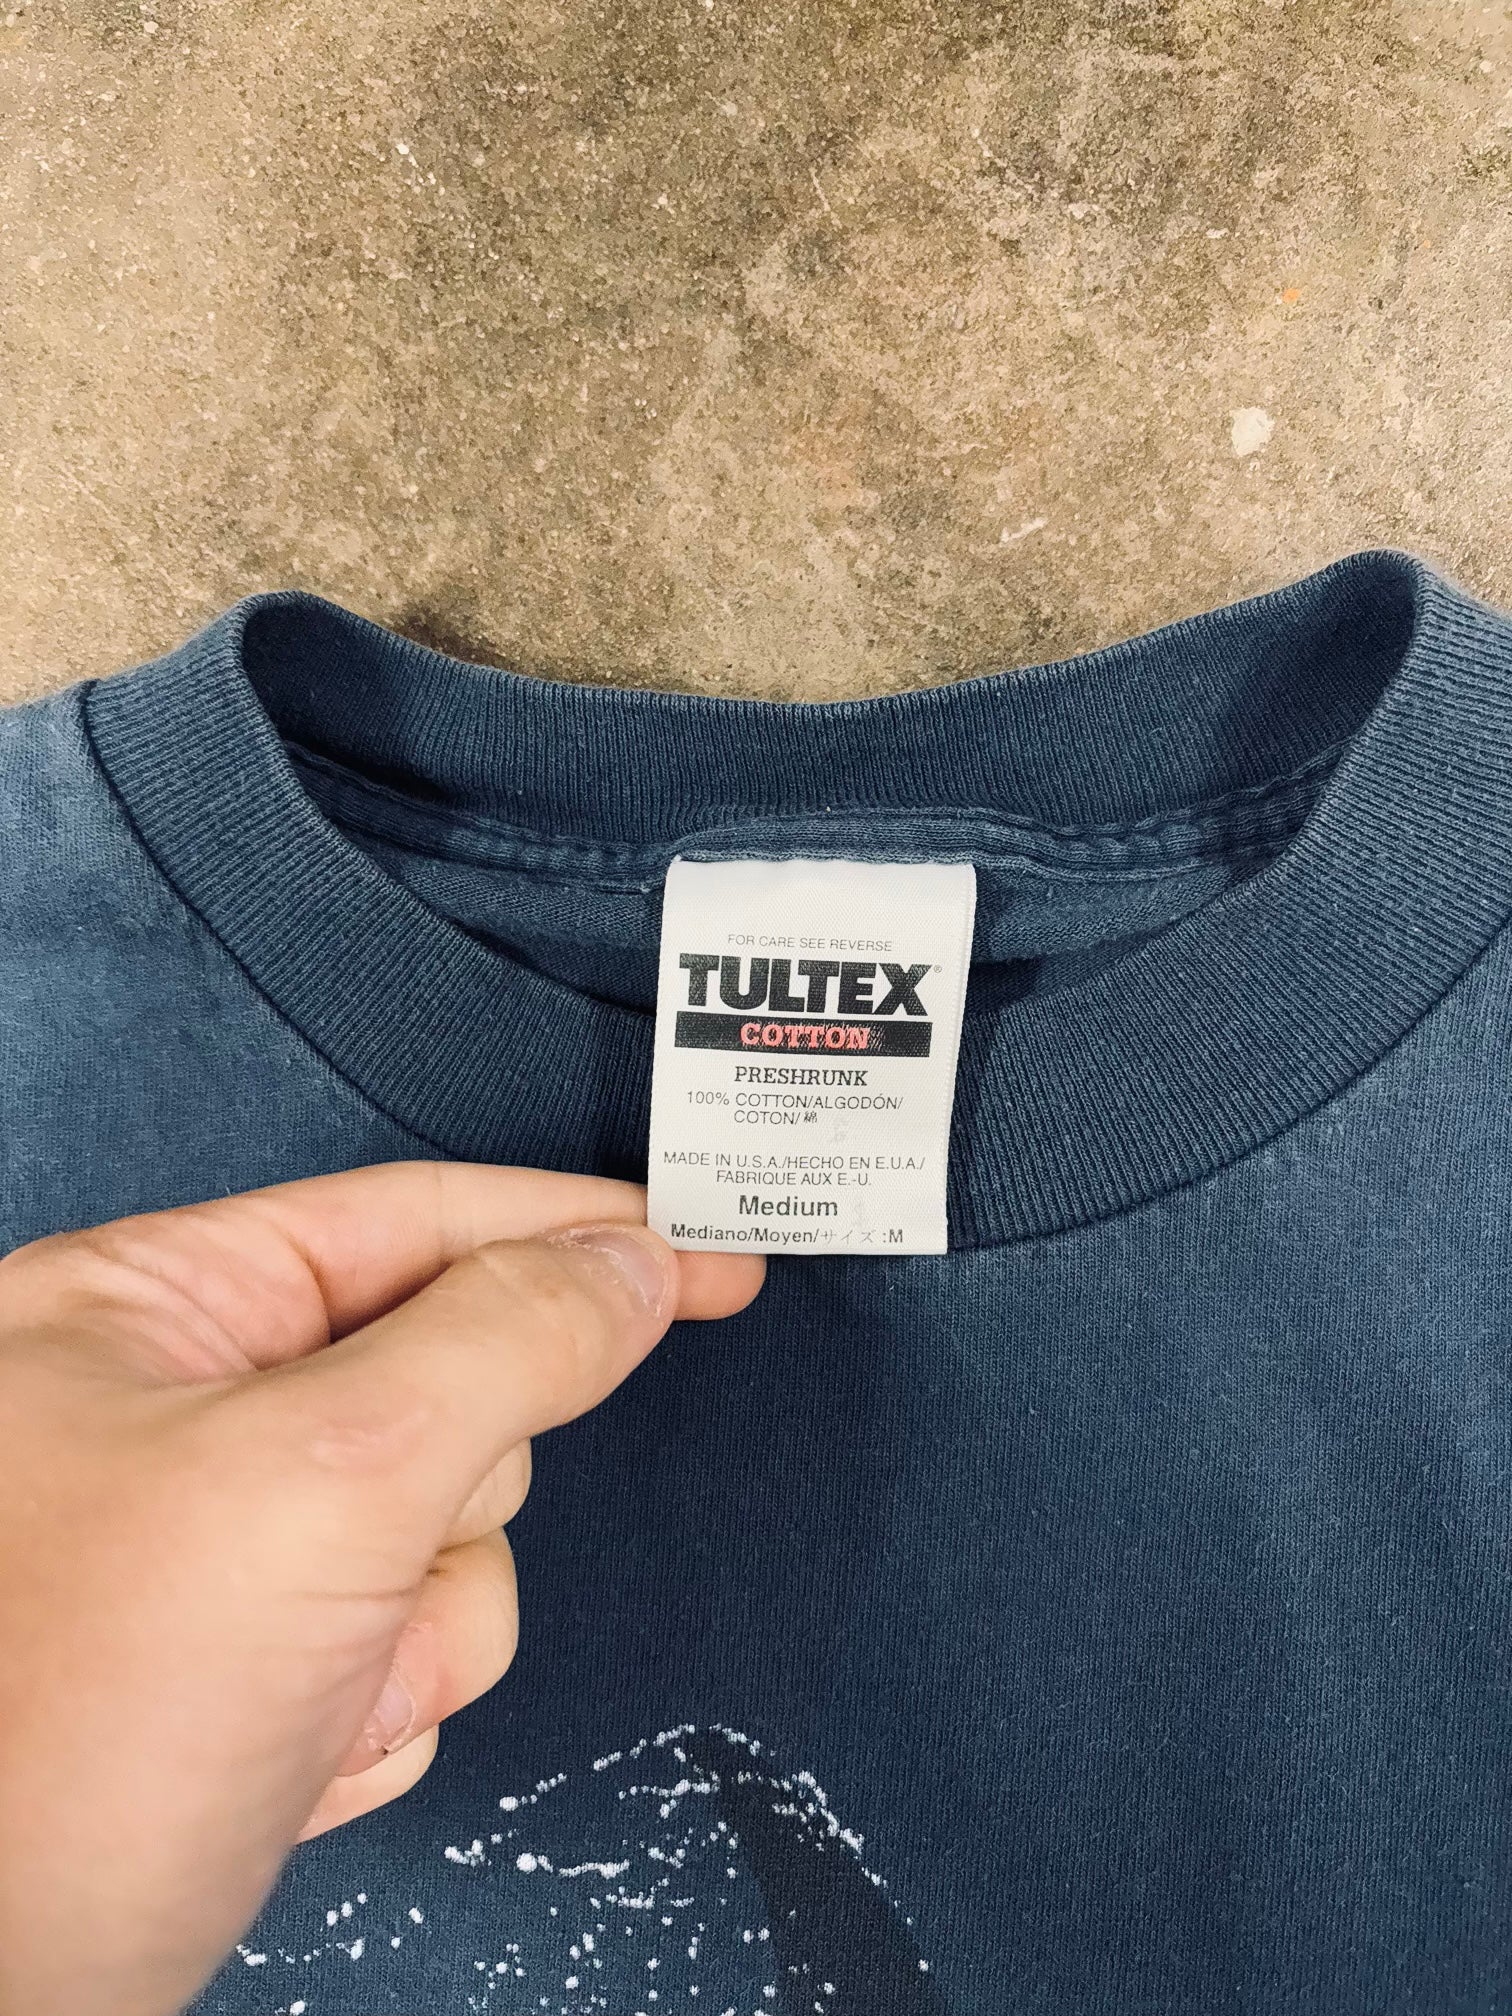 FOR CARE SEE REVERSE
TULTEX®
COTTON
PRESHRUNK
100% COTTON/ALGODÓN/
COTON/綿
MADE IN U.S.A./HECHO EN E.U.A./
FABRIQUE AUX E.-U.
Medium
Mediano/Moyen/サイズ:M